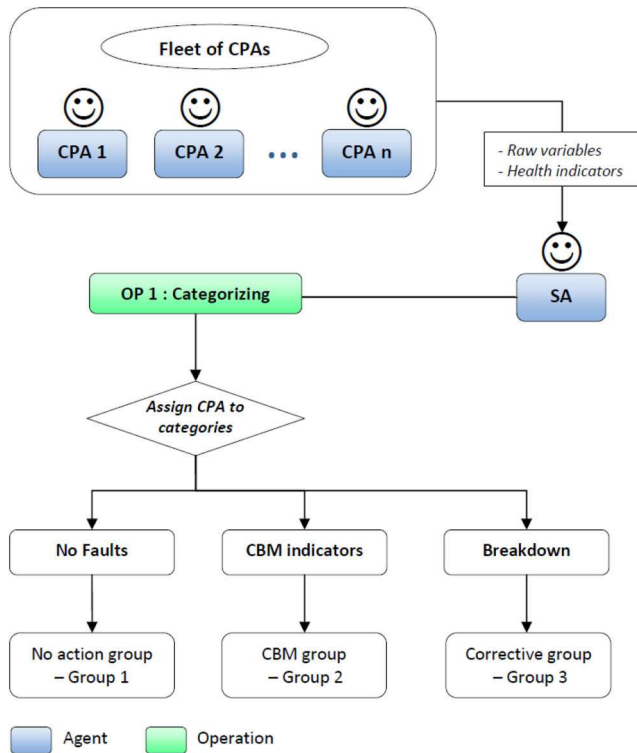 Fleet of CPAs
CPA 1
CPA 2
...
CPA n
- Raw variables
- Health indicators
OP 1 : Categorizing
SA
Assign CPA to
categories
No Faults
CBM indicators
Breakdown
No action group
– Group 1
CBM group
– Group 2
Corrective group
– Group 3
Agent
Operation